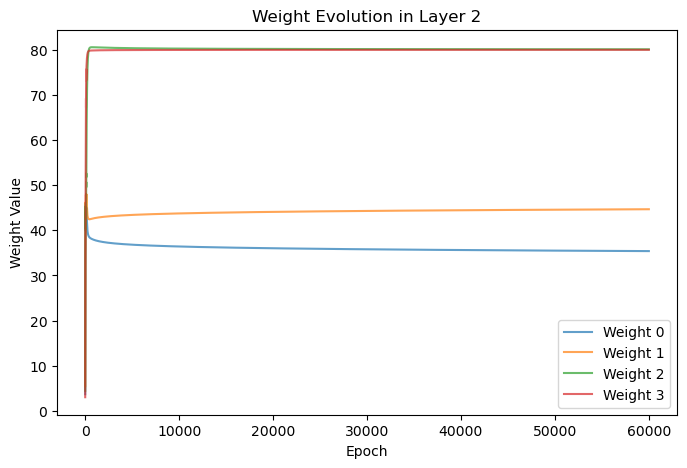 Weight Evolution in Layer 2
Weight Value
80
70
60
50
40
30
20
10
0
0 10000 20000 30000 40000 50000 60000
Epoch
Weight 0
Weight 1
Weight 2
Weight 3